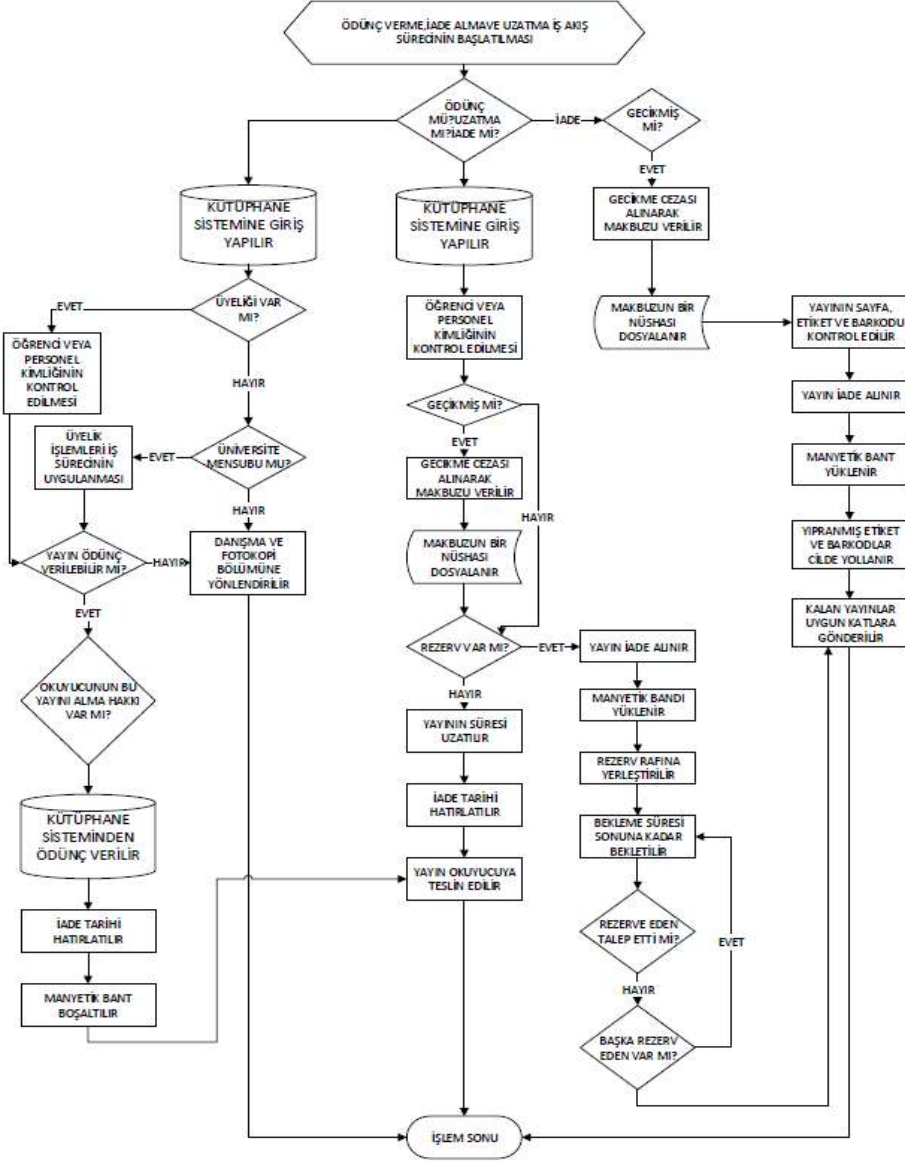 ÖDÜNÇ VERME,İADE ALMAVE UZATMA İŞ AKIŞ
SÜRECİNİN BAŞLATILMASI
ÖDÜNÇ
MÜ?UZATMA
MI?İADE Mİ?
İADE
GECİKMİŞ
Mİ?
EVET
GECİKME CEZASI
ALINARAK
MAKBUZU VERİLİR
MAKBUZUN BİR
NÜSHASI
DOSYALANIR
YAYININ SAYFA,
ETİKET VE BARKODU
KONTROL EDİLİR
YAYIN İADE ALINIR
MANYETİK BANT
YÜKLENİR
YIPRANMIŞ ETİKET
VE BARKODLAR
CİLDE YOLLANIR
KALAN YAYINLAR
UYGUN KATLARA
GÖNDERİLİR
KÜTÜPHANE
SİSTEMİNE GİRİŞ
YAPILIR
ÜYELİĞİ VAR
MI?
EVET
ÖĞRENCİ VEYA
PERSONEL
KİMLİĞİNİN
KONTROL
EDİLMESİ
HAYIR
ÜNİVERSİTE
MENSUBU MU?
EVET
ÜYELİK
İŞLEMLERİ İŞ
SÜRECİNİN
UYGULANMASI
HAYIR
DANIŞMA VE
FOTOKOPİ
BÖLÜMÜNE
YÖNLENDİRİLİR
YAYIN ÖDÜNÇ
VERİLEBİLİR Mİ?
HAYIR
EVET
OKUYUCUNUN BU
YAYINI ALMA HAKKI
VAR MI?
KÜTÜPHANE
SİSTEMİNDEN
ÖDÜNÇ VERİLİR
İADE TARİHİ
HATIRLATILIR
MANYETİK BANT
BOŞALTILIR
KÜTÜPHANE
SİSTEMİNE GİRİŞ
YAPILIR
ÖĞRENCİ VEYA
PERSONEL
KİMLİĞİNİN
KONTROL EDİLMESİ
GEÇİKMİŞ Mİ?
EVET
HAYIR
GECİKME CEZASI
ALINARAK
MAKBUZU VERİLİR
MAKBUZUN BİR
NÜSHASI
DOSYALANIR
REZERV VAR MI?
EVET
HAYIR
YAYININ SÜRESİ
UZATILIR
İADE TARİHİ
HATIRLATILIR
YAYIN OKUYUCUYA
TESLİN EDİLİR
YAYIN İADE ALINIR
MANYETİK BANDI
YÜKLENİR
REZERV RAFINA
YERLEŞTİRİLİR
BEKLEME SÜRESİ
SONUNA KADAR
BEKLETİLİR
REZERVE EDEN
TALEP ETTİ Mİ?
HAYIR
EVET
BAŞKA REZERV
EDEN VAR MI?
İŞLEM SONU